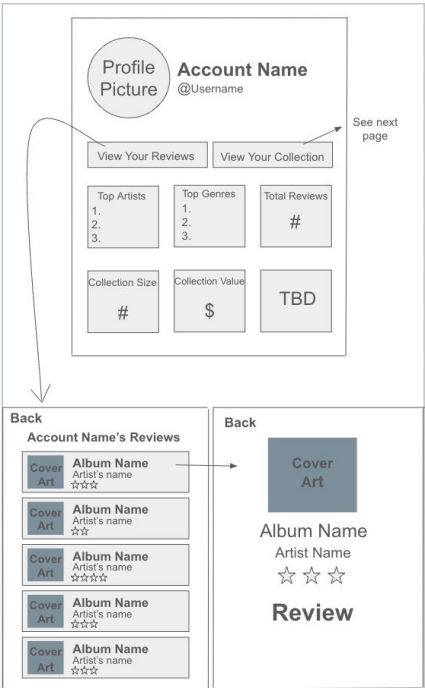 Profile
Picture
Account Name
@Username
See next
page
View Your Reviews
View Your Collection
Top Artists
1.
2.
3.
Top Genres
1.
2.
3.
Total Reviews
#
Collection Size
#
Collection Value
$
TBD
Back
Account Name's Reviews
Cover
Art
Album Name
Artist's name
☆☆☆
Cover
Art
Album Name
Artist's name
☆☆
Cover
Art
Album Name
Artist's name
☆☆☆☆
Cover
Art
Album Name
Artist's name
☆☆☆
Cover
Art
Album Name
Artist's name
☆☆☆
Back
Cover
Art
Album Name
Artist Name
☆ ☆ ☆
Review